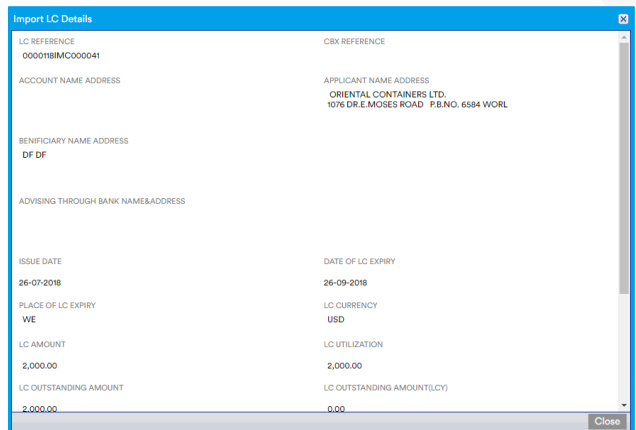 Import LC Details
LC REFERENCE CBX REFERENCE
0000118IMC000041
ACCOUNT NAME ADDRESS APPLICANT NAME ADDRESS
ORIENTAL CONTAINERS LTD.
1076 DR.E.MOSES ROAD P.B.NO. 6584 WORL
BENIFICIARY NAME ADDRESS
DF DF
ADVISING THROUGH BANK NAME&ADDRESS
ISSUE DATE DATE OF LC EXPIRY
26-07-2018 26-09-2018
PLACE OF LC EXPIRY LC CURRENCY
WE USD
LC AMOUNT LC UTILIZATION
2,000.00 2,000.00
LC OUTSTANDING AMOUNT LC OUTSTANDING AMOUNT(LCY)
2,000.00 0.00
Close